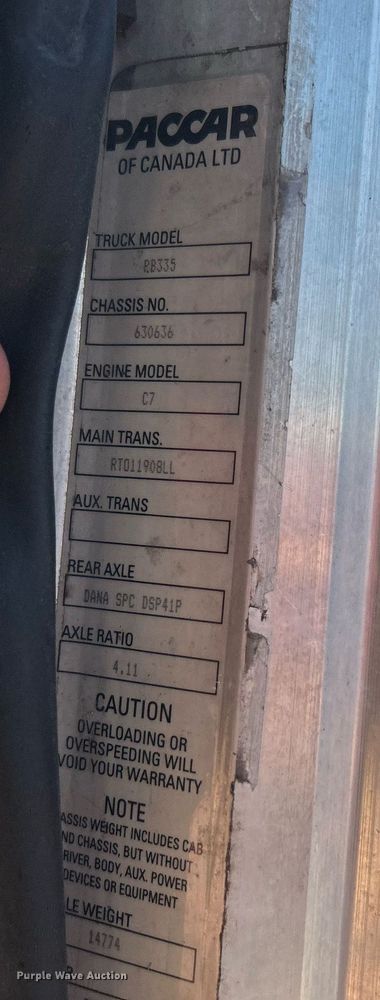 PACCAR
OF CANADA LTD
TRUCK MODEL
PB335
CHASSIS NO.
630636
ENGINE MODEL
C7
MAIN TRANS.
RTO11908LL
AUX. TRANS
REAR AXLE
DANA SPC DSP41P
AXLE RATIO
4.11
CAUTION
OVERLOADING OR
OVERSPEEDING WILL
VOID YOUR WARRANTY
NOTE
ASSIS WEIGHT INCLUDES CAB
ND CHASSIS, BUT WITHOUT
RIVER, BODY, AUX. POWER
DEVICES OR EQUIPMENT
LE WEIGHT
14774
Purple Wave Auction